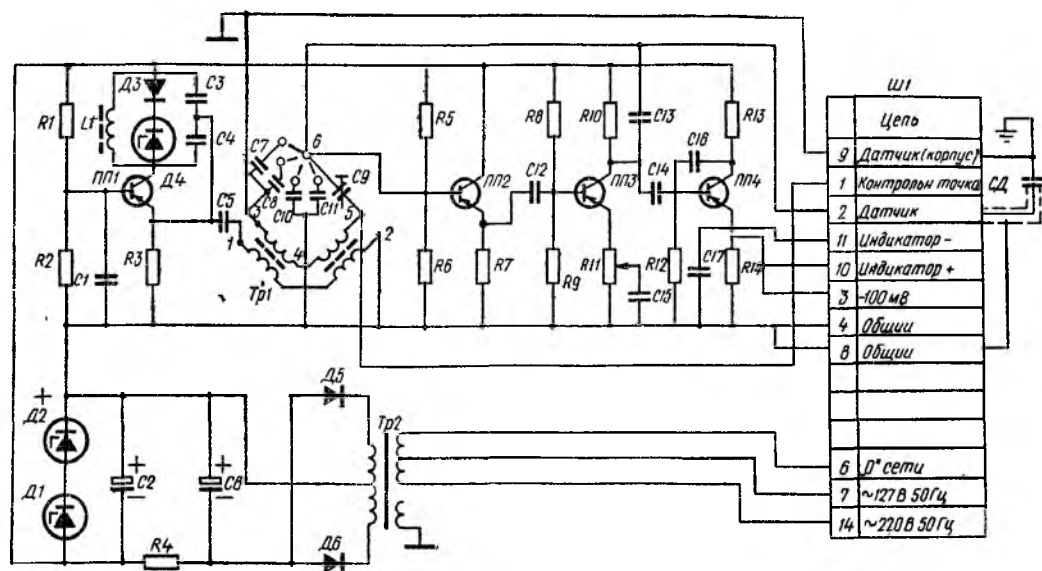 R1
L1
Д3
C3
C4
ПП1
Д4
R2
C1
R3
C5
C7
C8
C10
C11
C9
6
5
4
1
2
Тр1
R5
R6
ПП2
R7
C12
R8
R9
R10
ПП3
R11
C13
C14
C15
C16
R12
ПП4
C17
R13
R14
Ш1
Цепь
9 Датчик(корпус)
1 Контрольн точка
2 Датчик
11 Индикатор -
10 Индикатор +
3 -100 мВ
4 Общии
8 Общии
6 0" сети
7 ~127 В 50 Гц
14 ~220 В 50 Гц
СД
+
Д2
Д1
+
C2
-
+
C6
-
R4
Д5
Д6
Тр2